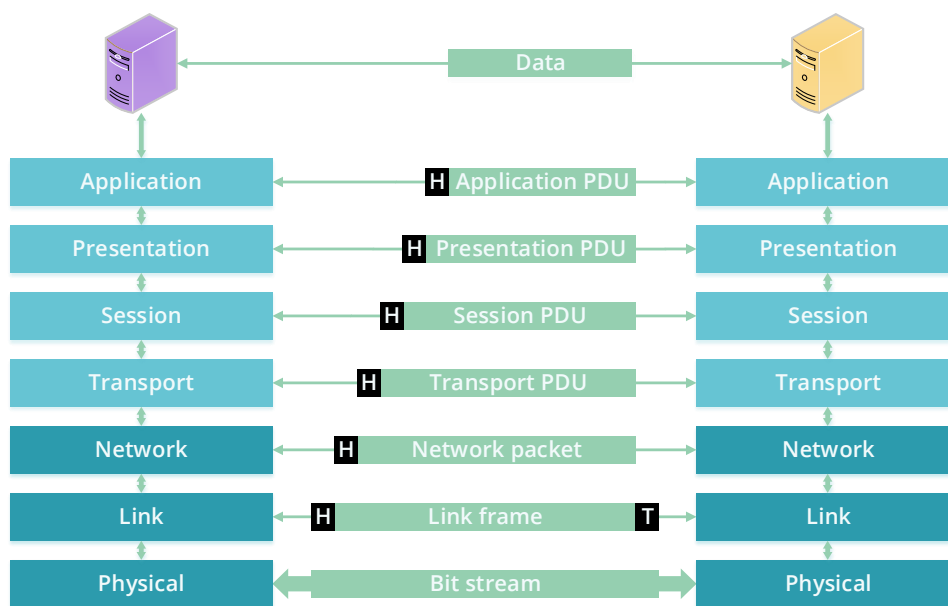 Data
Application H Application PDU Application
Presentation H Presentation PDU Presentation
Session H Session PDU Session
Transport H Transport PDU Transport
Network H Network packet Network
Link H Link frame T Link
Physical Bit stream Physical